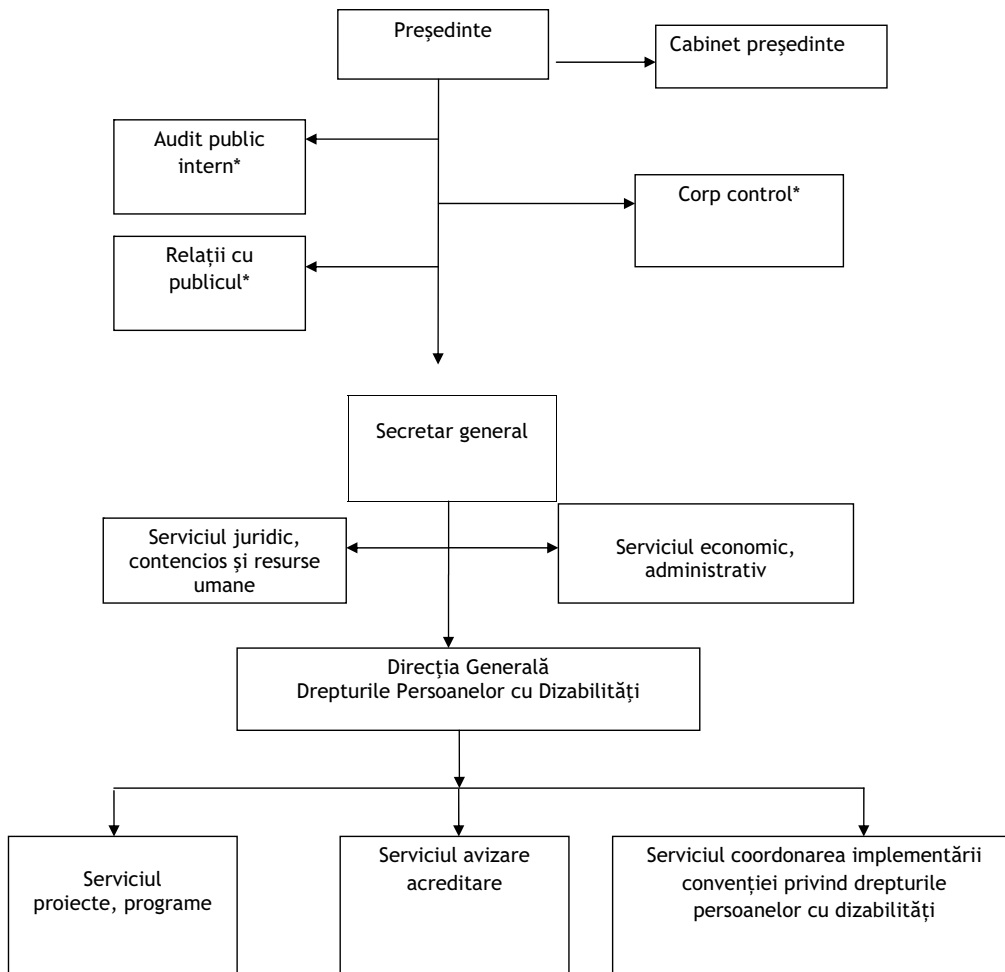 Președinte
Cabinet președinte
Audit public
intern*
Corp control*
Relații cu
publicul*
Secretar general
Serviciul juridic,
contencios și resurse
umane
Serviciul economic,
administrativ
Direcția Generală
Drepturile Persoanelor cu Dizabilități
Serviciul
proiecte, programe
Serviciul avizare
acreditare
Serviciul coordonarea implementării
convenției privind drepturile
persoanelor cu dizabilități